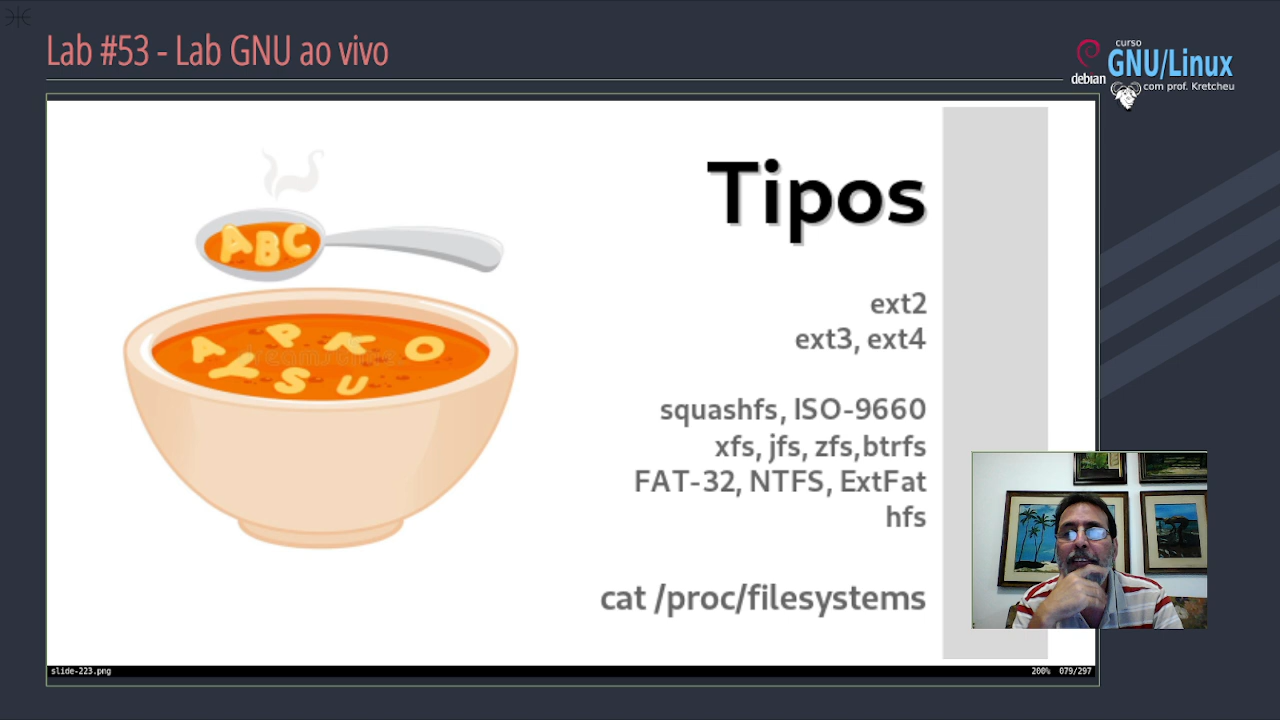 Lab #53 - Lab GNU ao vivo
curso
GNU/Linux
debian
com prof. Kretcheu
Tipos
ABC
ext2
ext3, ext4
A P K O
Y S U
squashfs, ISO-9660
xfs, jfs, zfs,btrfs
FAT-32, NTFS, ExtFat
hfs
cat /proc/filesystems
slide-223.png
200% 079/297